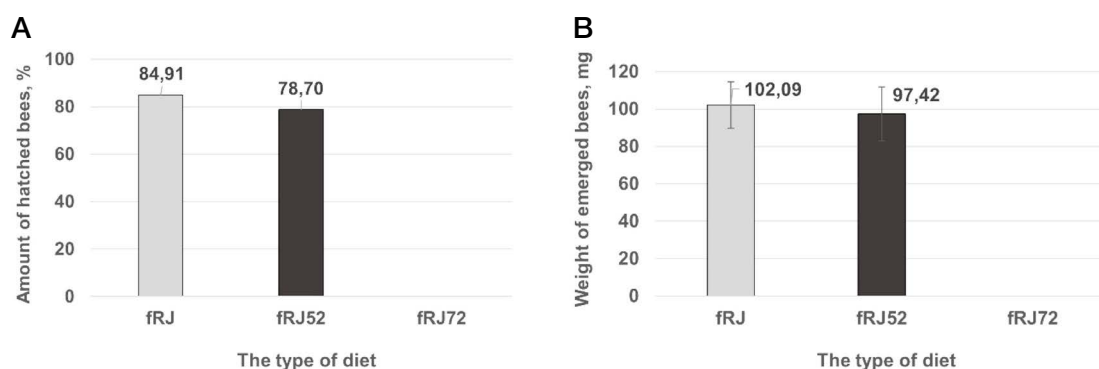 A
Amount of hatched bees, %
100
80
60
40
20
0
84,91
78,70
fRJ
fRJ52
fRJ72
The type of diet
B
Weight of emerged bees, mg
120
100
80
60
40
20
0
102,09
97,42
fRJ
fRJ52
fRJ72
The type of diet